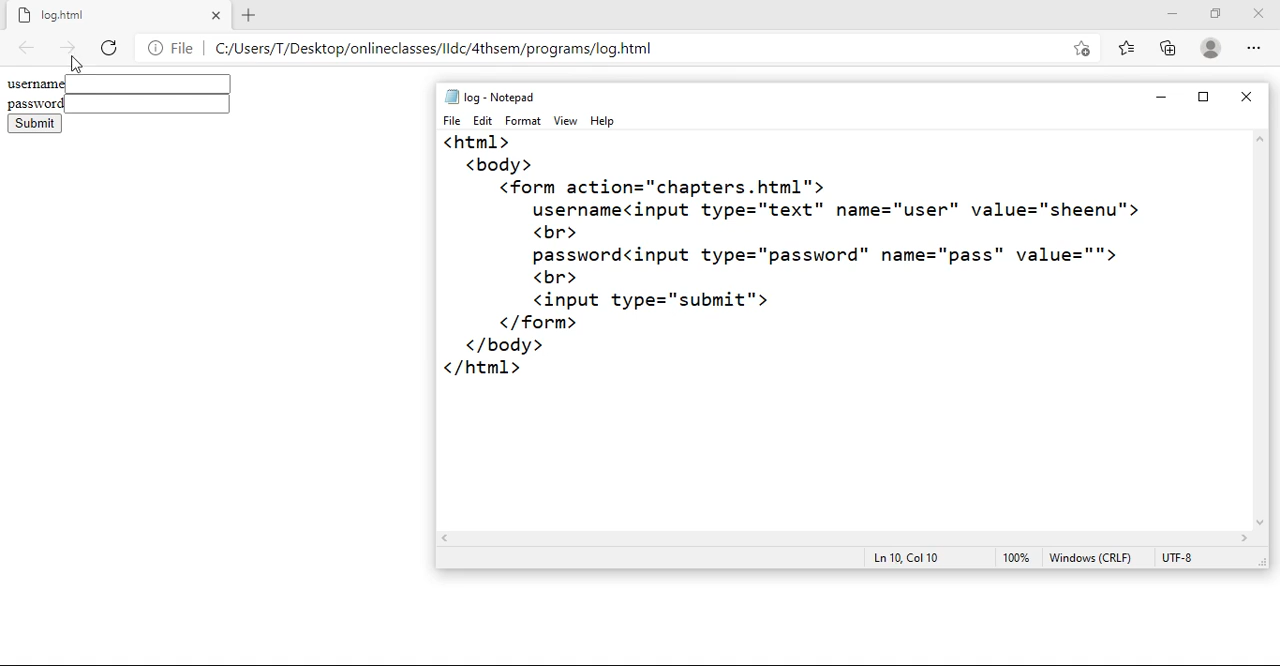 log.html
File C:/Users/T/Desktop/onlineclasses/IIdc/4thsem/programs/log.html
username
password
Submit
log - Notepad
File Edit Format View Help
<html>
<body>
<form action="chapters.html">
username<input type="text" name="user" value="sheenu">
<br>
password<input type="password" name="pass" value="">
<br>
<input type="submit">
</form>
</body>
</html>
Ln 10, Col 10 100% Windows (CRLF) UTF-8